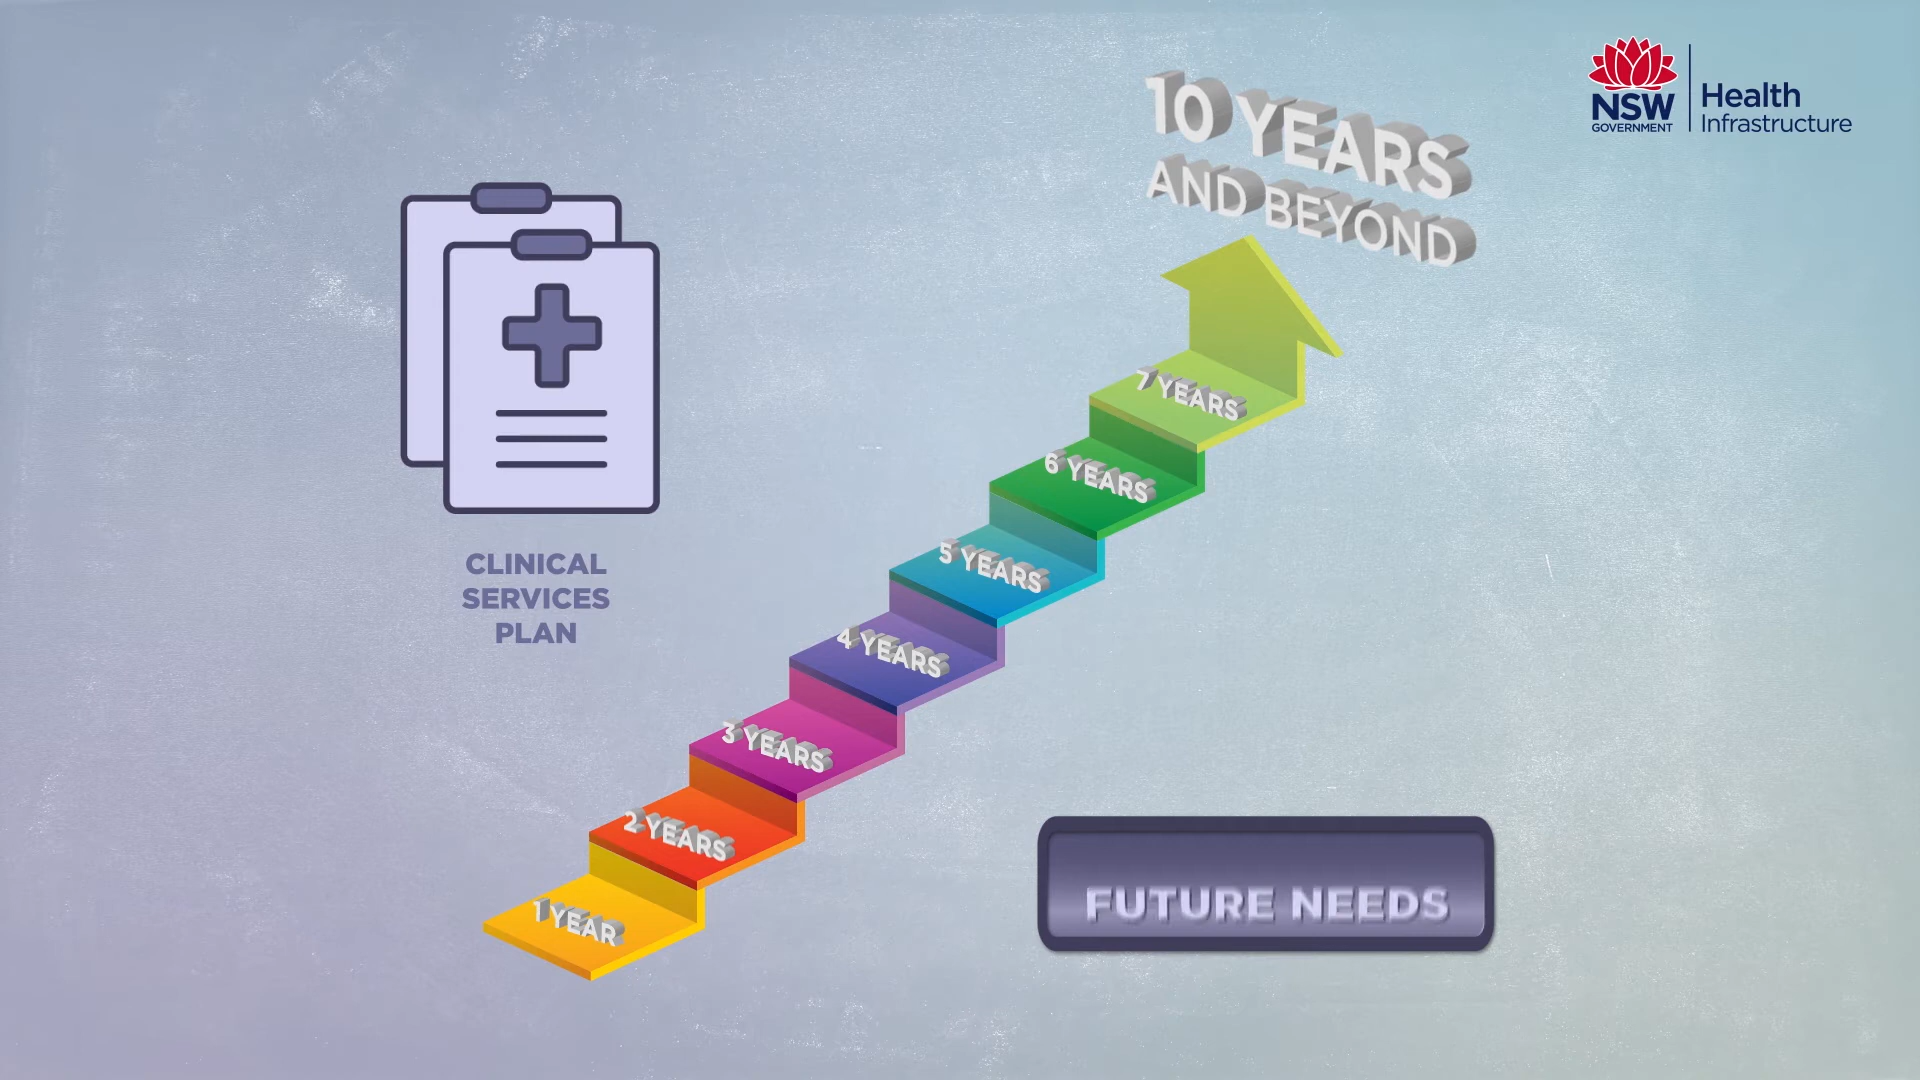 NSW
GOVERNMENT
Health
Infrastructure
10 YEARS
AND BEYOND
7 YEARS
6 YEARS
5 YEARS
4 YEARS
3 YEARS
2 YEARS
1 YEAR
CLINICAL
SERVICES
PLAN
FUTURE NEEDS